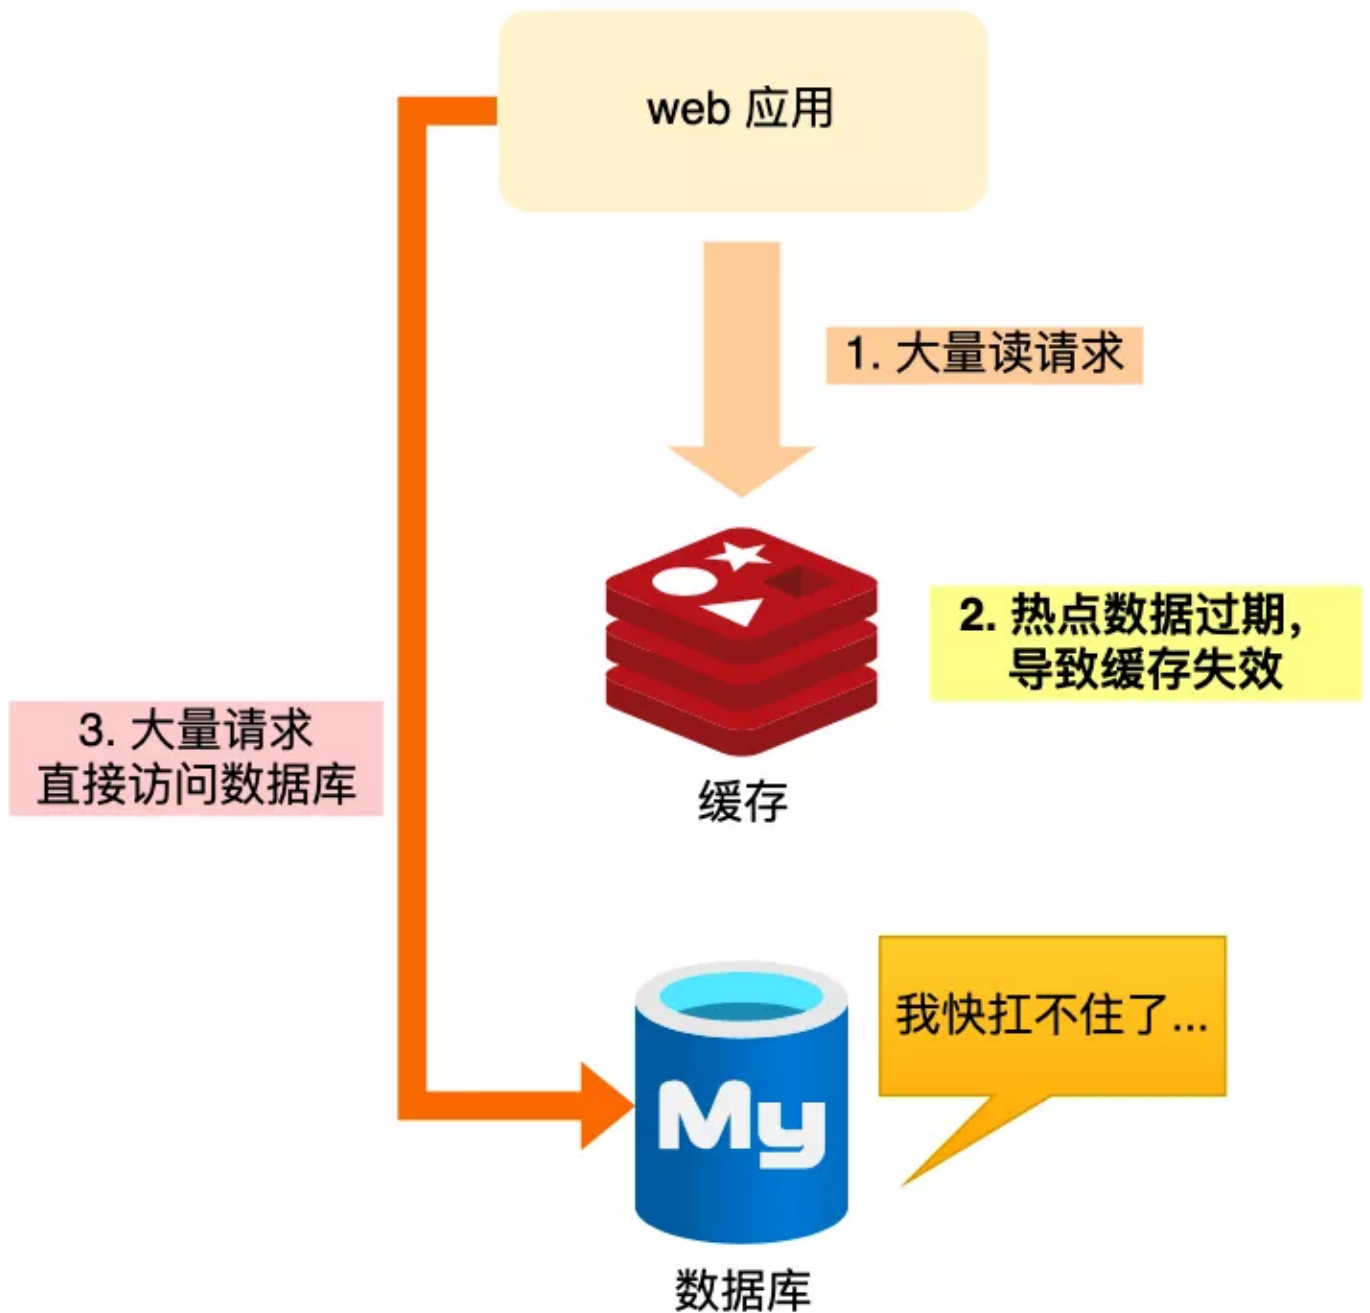 web 应用
1. 大量读请求
2. 热点数据过期，
导致缓存失效
3. 大量请求
直接访问数据库
缓存
我快扛不住了...
My
数据库